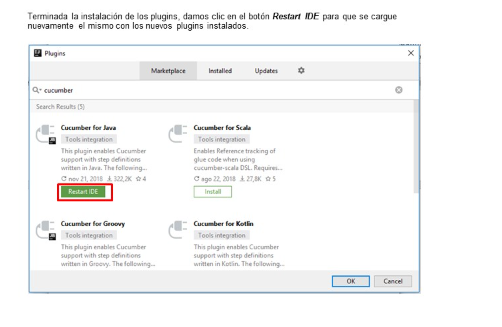 Terminada la instalación de los plugins, damos clic en el botón Restart IDE para que se cargue
nuevamente el mismo con los nuevos plugins instalados.
Plugins
Marketplace Installed Updates
cucumber
Search Results (5)
Cucumber for Java
Tools integration
This plugin enables Cucumber
support with step definitions
written in Java. The following...
nov 21, 2018 322,2K 4
Restart IDE
Cucumber for Scala
Tools integration
Enables Reference tracking of
glue code when using
cucumber-scala DSL. Requires...
ago 22, 2018 27,8K 5
Install
Cucumber for Groovy
Tools integration
This plugin enables Cucumber
support with step definitions
written in Groovy. The following...
Cucumber for Kotlin
Tools integration
This plugin enables Cucumber
support with step definitions
written in Kotlin. The following...
OK Cancel